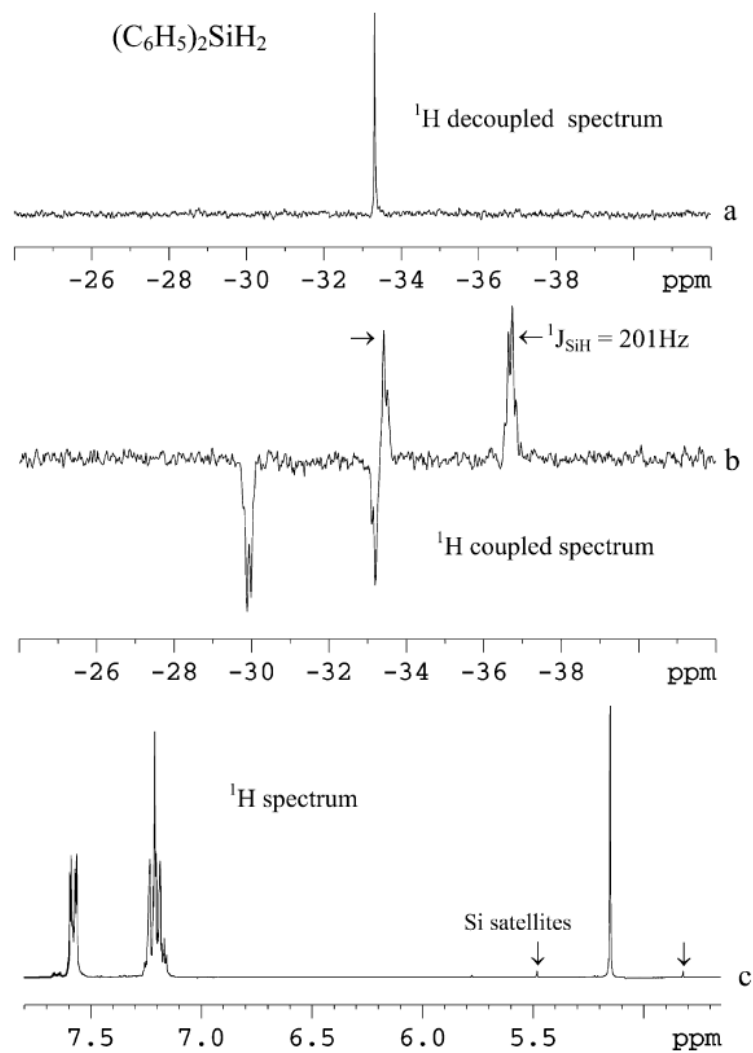 (C₆H₅)₂SiH₂
¹H decoupled spectrum
a
-26 -28 -30 -32 -34 -36 -38 ppm
→ ← ¹J_SiH = 201Hz
b
¹H coupled spectrum
-26 -28 -30 -32 -34 -36 -38 ppm
¹H spectrum
Si satellites
↓ ↓
c
7.5 7.0 6.5 6.0 5.5 ppm